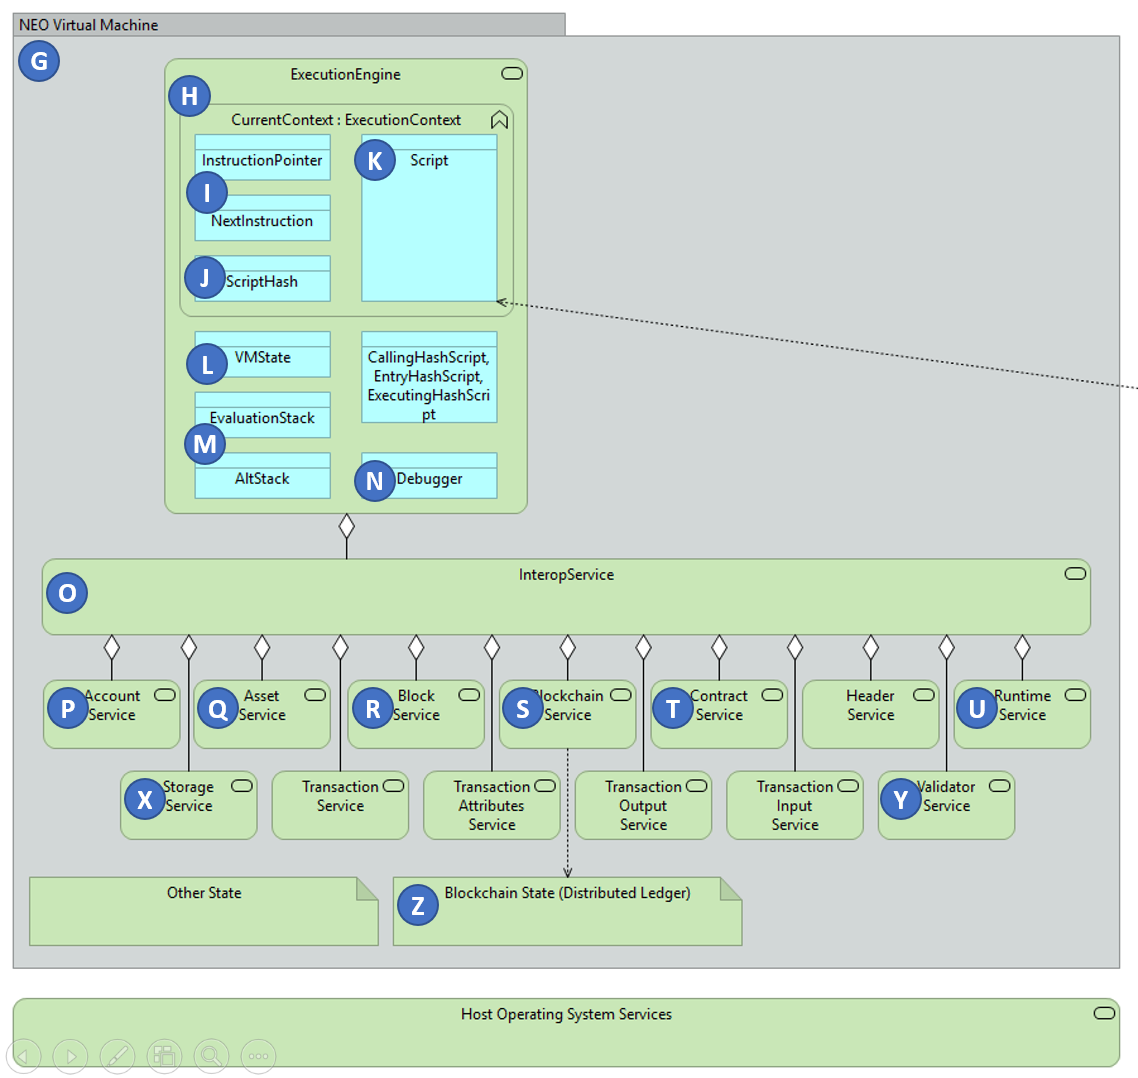 NEO Virtual Machine
G
ExecutionEngine
H
CurrentContext : ExecutionContext
InstructionPointer
K
Script
I
NextInstruction
J
ScriptHash
L
VMState
CallingHashScript,
EntryHashScript,
ExecutingHashScri
pt
EvaluationStack
M
AltStack
N
Debugger
InteropService
O
P
Account
Service
Q
Asset
Service
R
Block
Service
S
Blockchain
Service
T
Contract
Service
Header
Service
U
Runtime
Service
X
Storage
Service
Transaction
Service
Transaction
Attributes
Service
Transaction
Output
Service
Transaction
Input
Service
Y
Validator
Service
Other State
Z
Blockchain State (Distributed Ledger)
Host Operating System Services